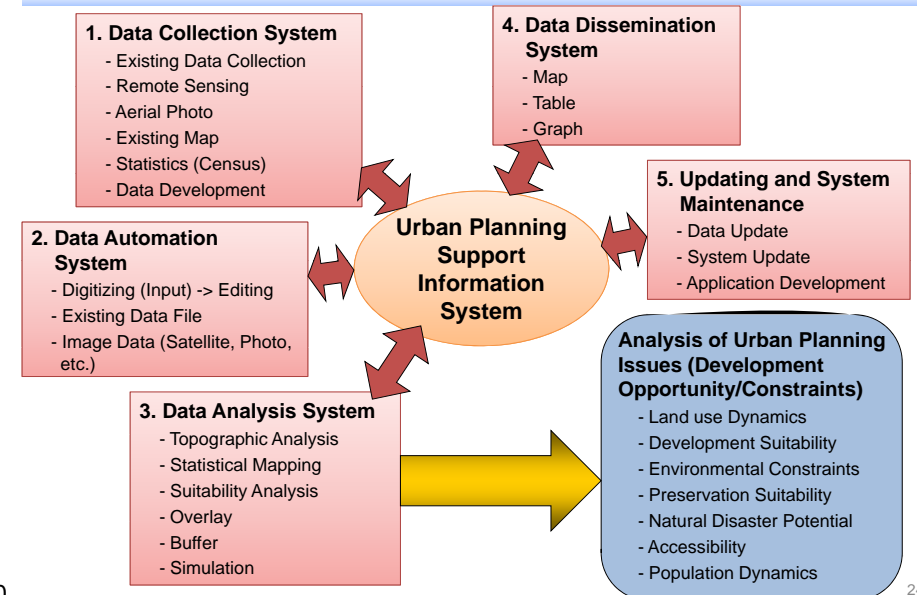 1. Data Collection System
- Existing Data Collection
- Remote Sensing
- Aerial Photo
- Existing Map
- Statistics (Census)
- Data Development
4. Data Dissemination
System
- Map
- Table
- Graph
2. Data Automation
System
- Digitizing (Input) -> Editing
- Existing Data File
- Image Data (Satellite, Photo,
etc.)
Urban Planning
Support
Information
System
5. Updating and System
Maintenance
- Data Update
- System Update
- Application Development
3. Data Analysis System
- Topographic Analysis
- Statistical Mapping
- Suitability Analysis
- Overlay
- Buffer
- Simulation
Analysis of Urban Planning
Issues (Development
Opportunity/Constraints)
- Land use Dynamics
- Development Suitability
- Environmental Constraints
- Preservation Suitability
- Natural Disaster Potential
- Accessibility
- Population Dynamics